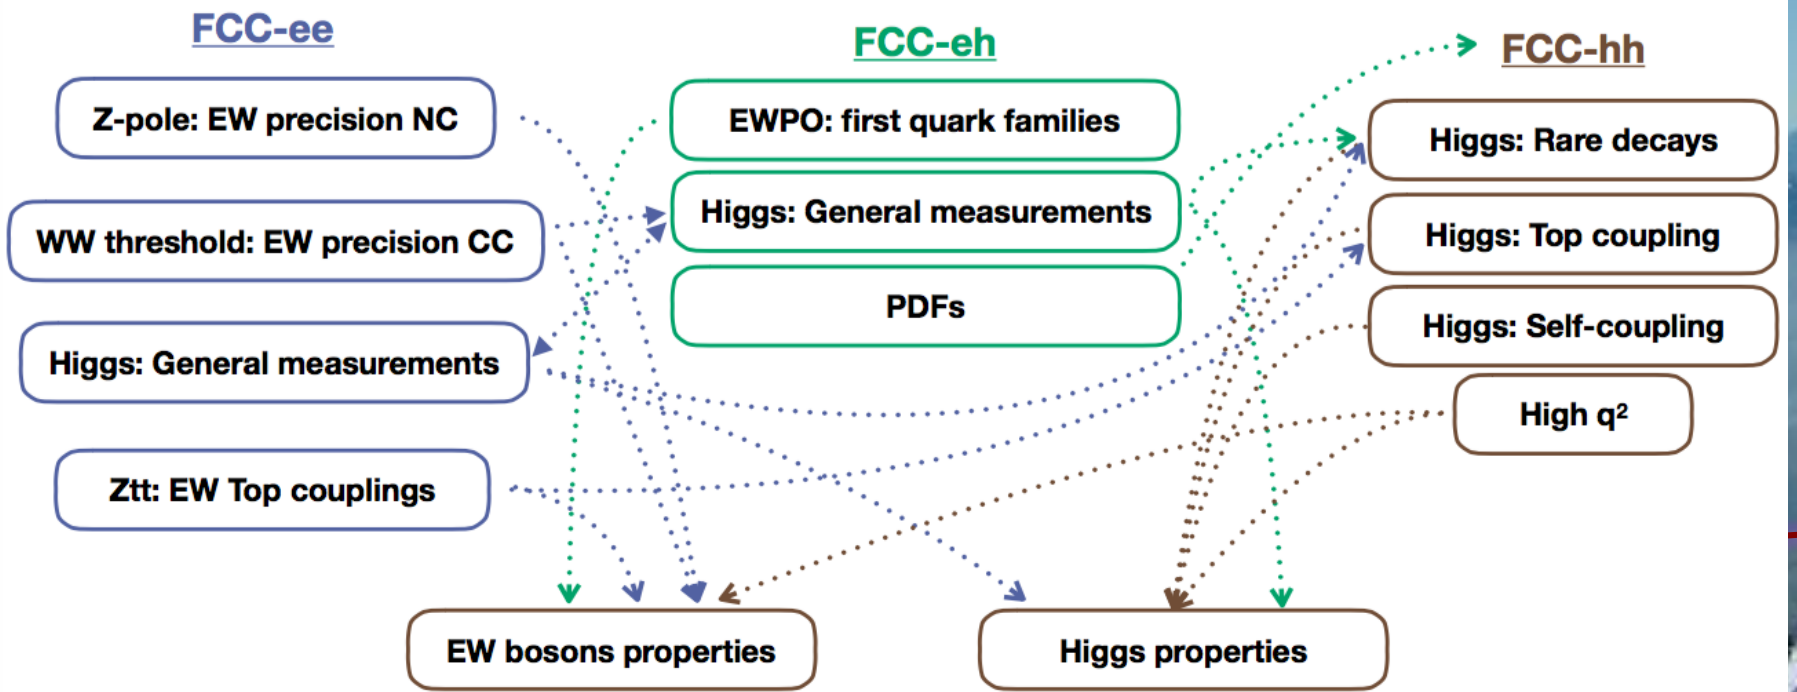 FCC-ee
Z-pole: EW precision NC
WW threshold: EW precision CC
Higgs: General measurements
Ztt: EW Top couplings
FCC-eh
EWPO: first quark families
Higgs: General measurements
PDFs
FCC-hh
Higgs: Rare decays
Higgs: Top coupling
Higgs: Self-coupling
High q²
EW bosons properties
Higgs properties